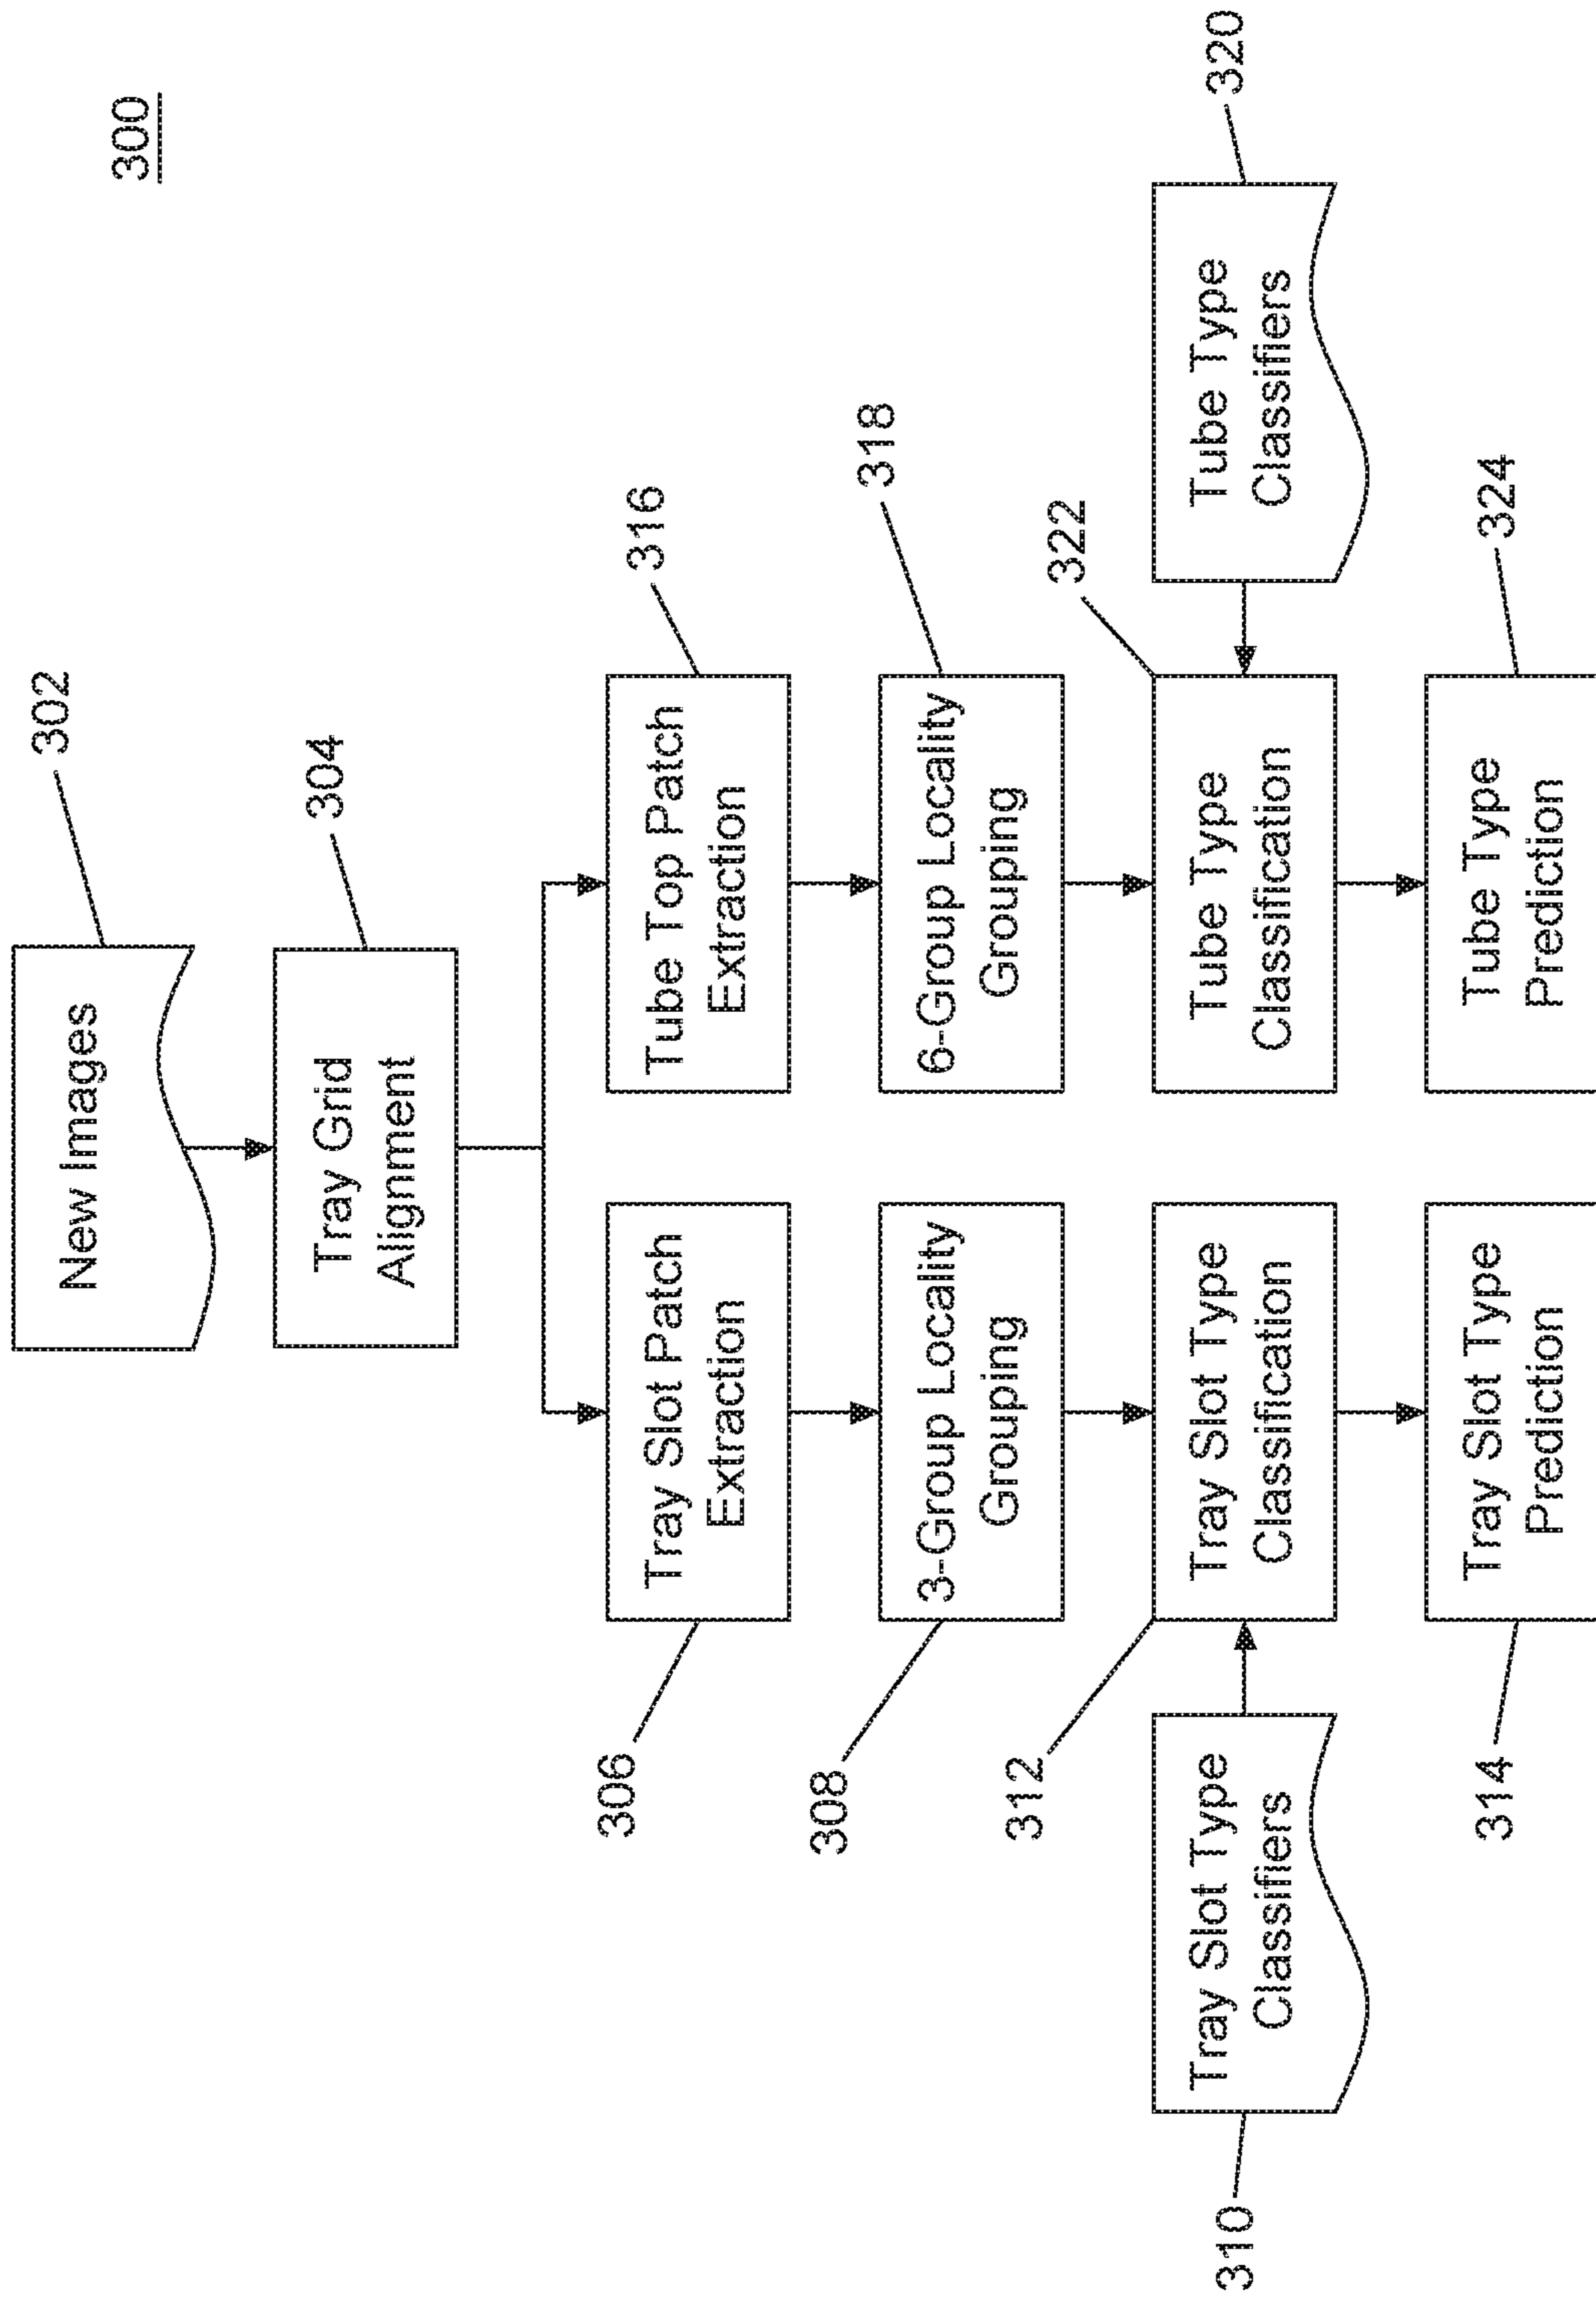 300
New Images
302
Tray Grid
Alignment
304
Tray Slot Patch
Extraction
306
Tube Top Patch
Extraction
316
3-Group Locality
Grouping
308
6-Group Locality
Grouping
318
Tray Slot Type
Classifiers
310
Tray Slot Type
Classification
312
Tube Type
Classification
322
Tube Type
Classifiers
320
Tray Slot Type
Prediction
314
Tube Type
Prediction
324